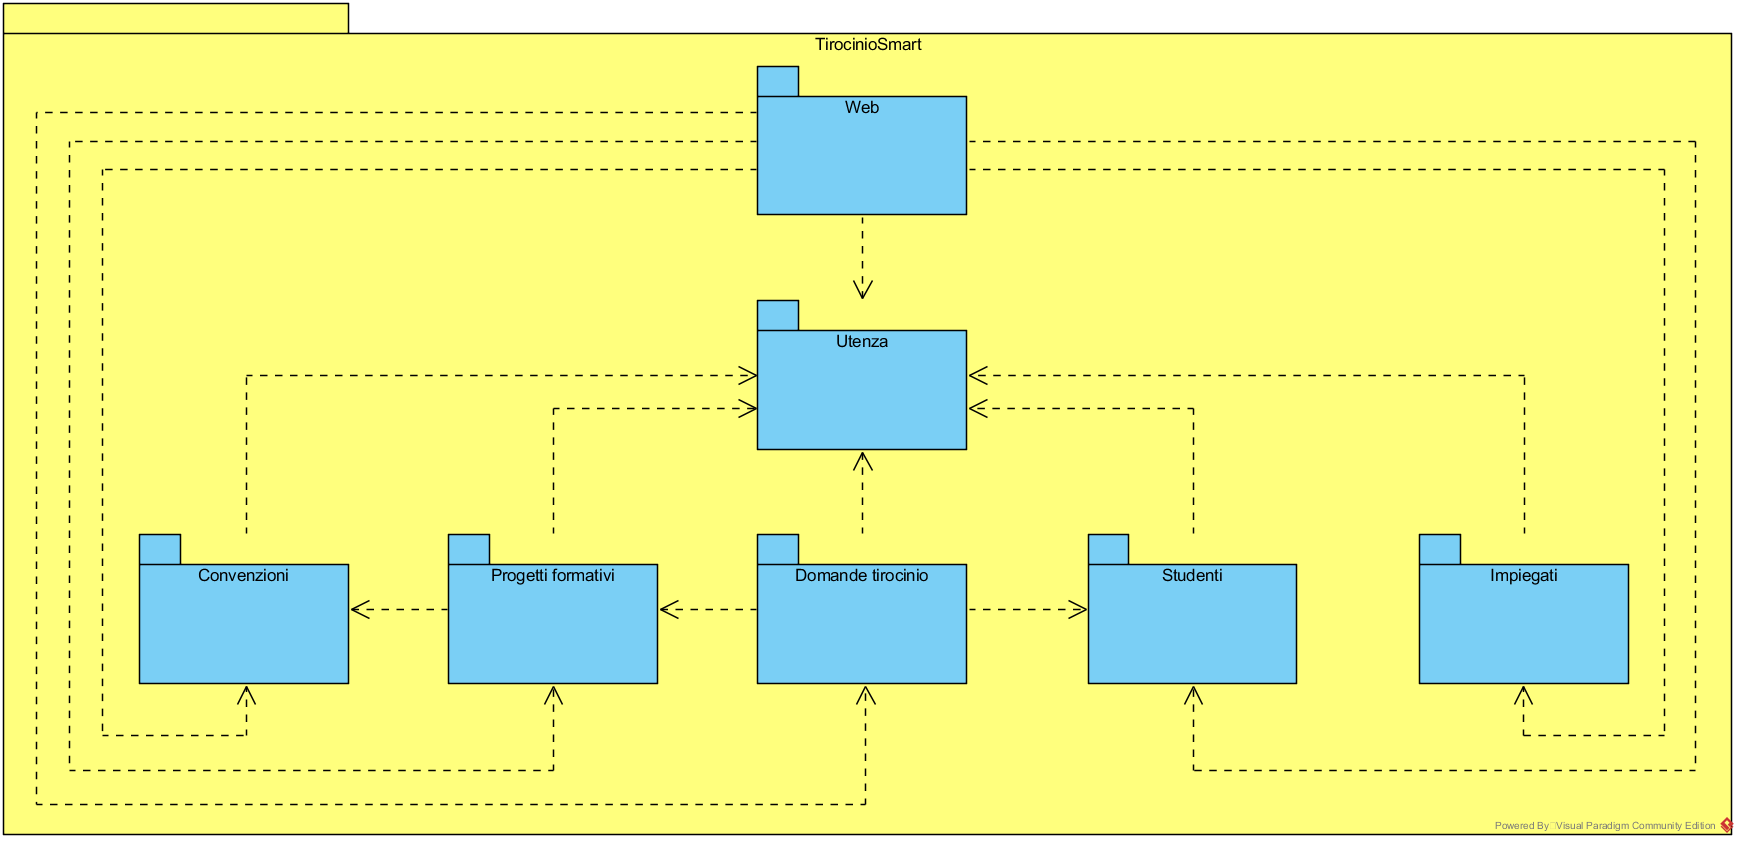 TirocinioSmart
Web
Utenza
Convenzioni
Progetti formativi
Domande tirocinio
Studenti
Impiegati
Powered By Visual Paradigm Community Edition